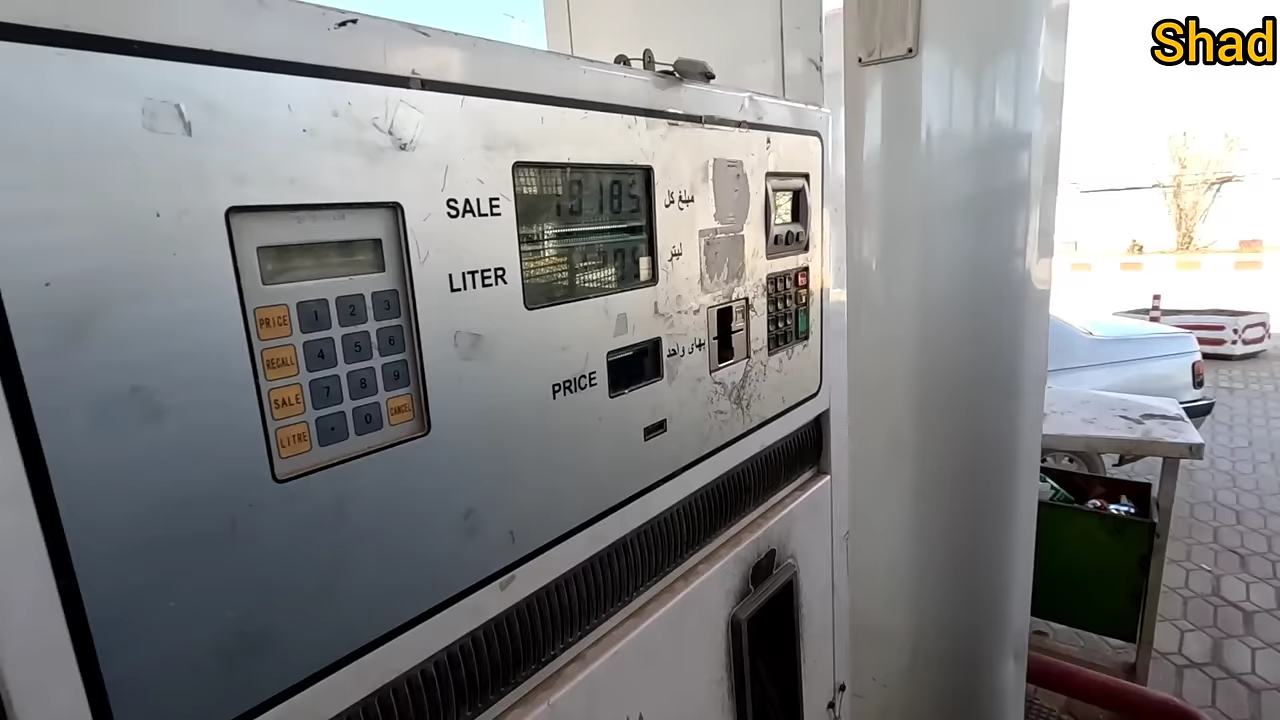 Shad
SALE
مبلغ کل
LITER
لیتر
PRICE
بهای واحد
PRICE 1 2 3
RECALL 4 5 6
SALE 7 8 9
LITRE . 0 CANCEL